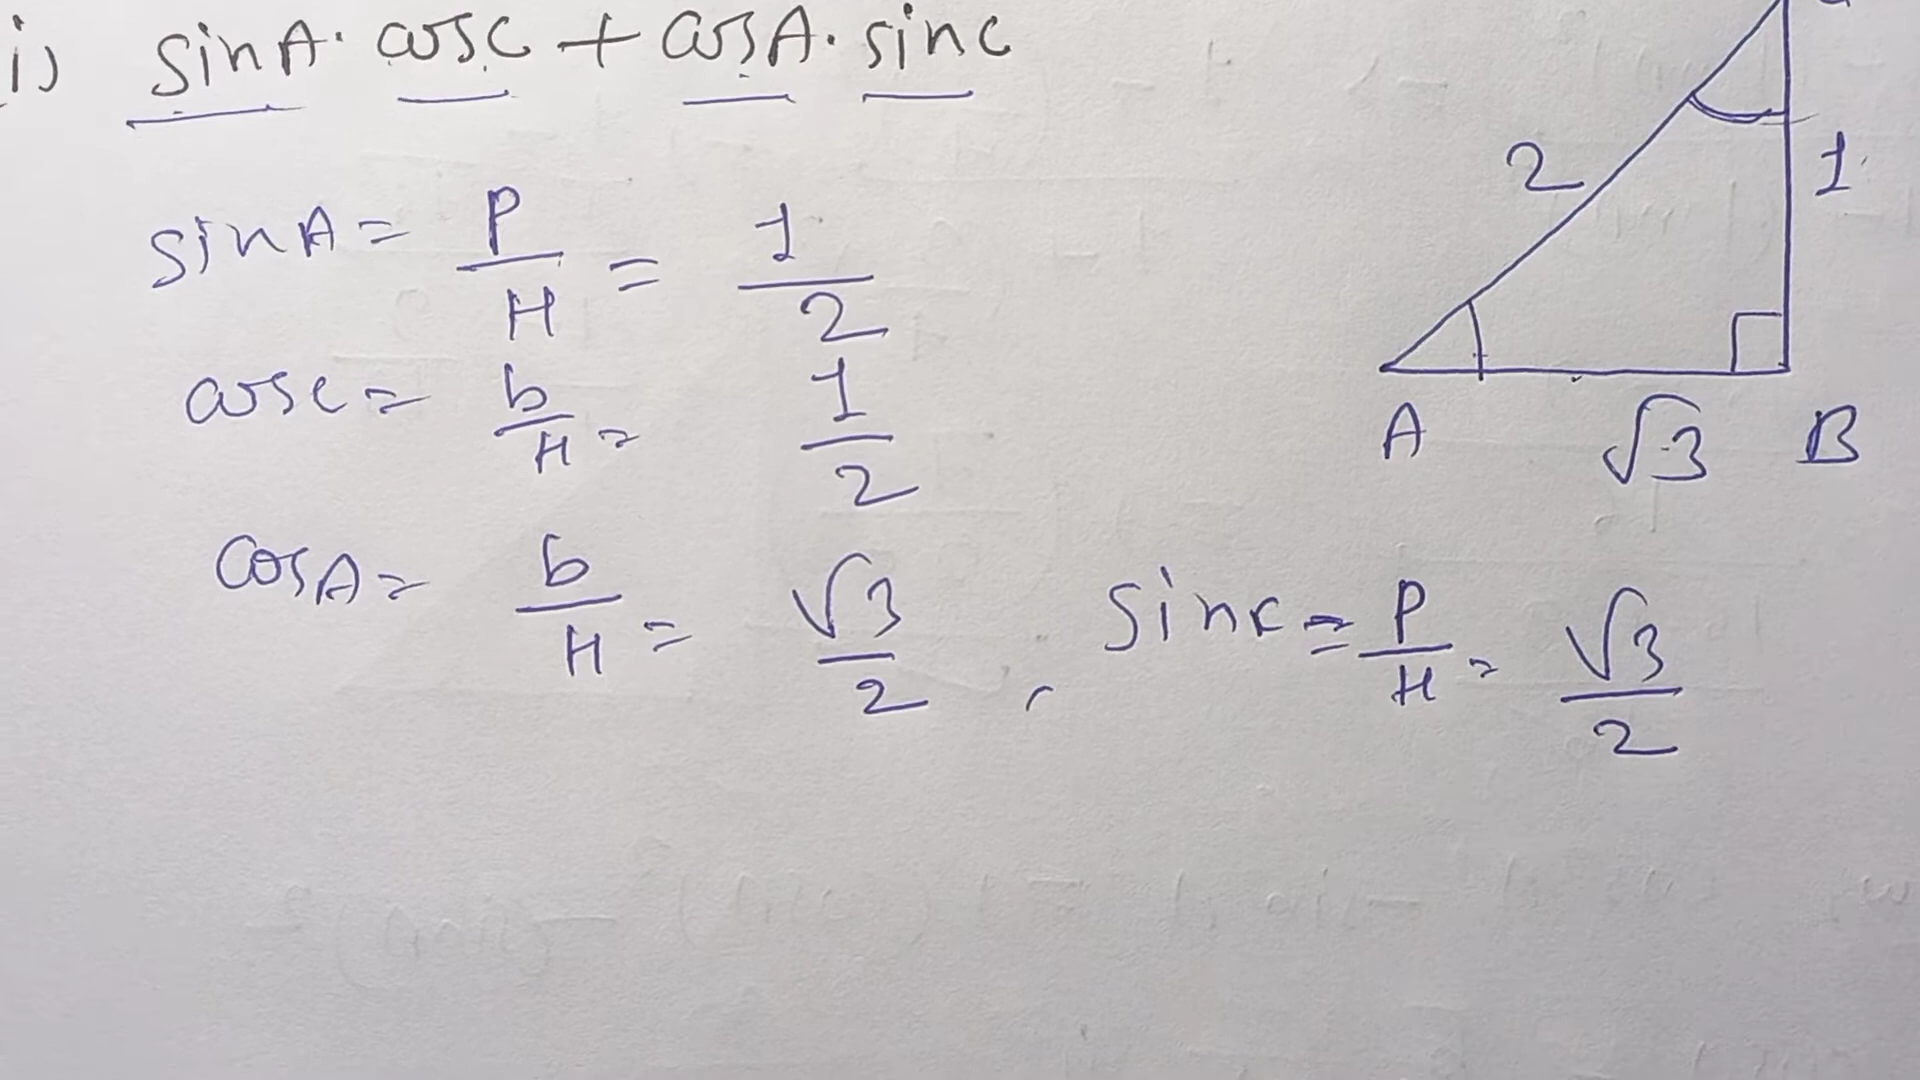 i) sinA. cosc + cosA. sinc
2
1
sinA = P/H = 1/2
cosc = b/H = 1/2
A √3 B
cosA = b/H = √3/2 , sinc = P/H = √3/2